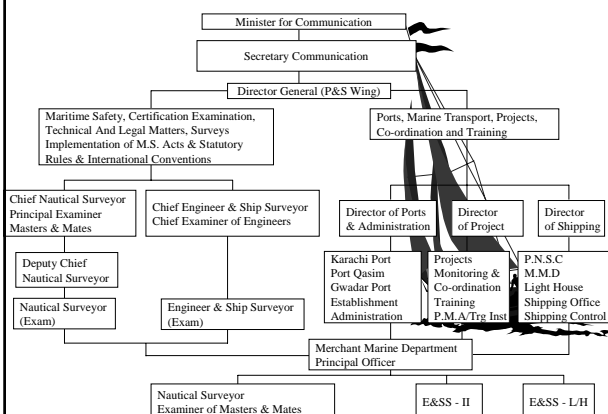 Minister for Communication
Secretary Communication
Director General (P&S Wing)
Maritime Safety, Certification Examination,
Technical And Legal Matters, Surveys
Implementation of M.S. Acts & Statutory
Rules & International Conventions
Ports, Marine Transport, Projects,
Co-ordination and Training
Chief Nautical Surveyor
Principal Examiner
Masters & Mates
Chief Engineer & Ship Surveyor
Chief Examiner of Engineers
Director of Ports
& Administration
Director
of Project
Director
of Shipping
Deputy Chief
Nautical Surveyor
Karachi Port
Port Qasim
Gwadar Port
Establishment
Administration
Projects
Monitoring &
Co-ordination
Training
P.M.A/Trg Inst
P.N.S.C
M.M.D
Light House
Shipping Office
Shipping Control
Nautical Surveyor
(Exam)
Engineer & Ship Surveyor
(Exam)
Merchant Marine Department
Principal Officer
Nautical Surveyor
Examiner of Masters & Mates
E&SS - II
E&SS - L/H